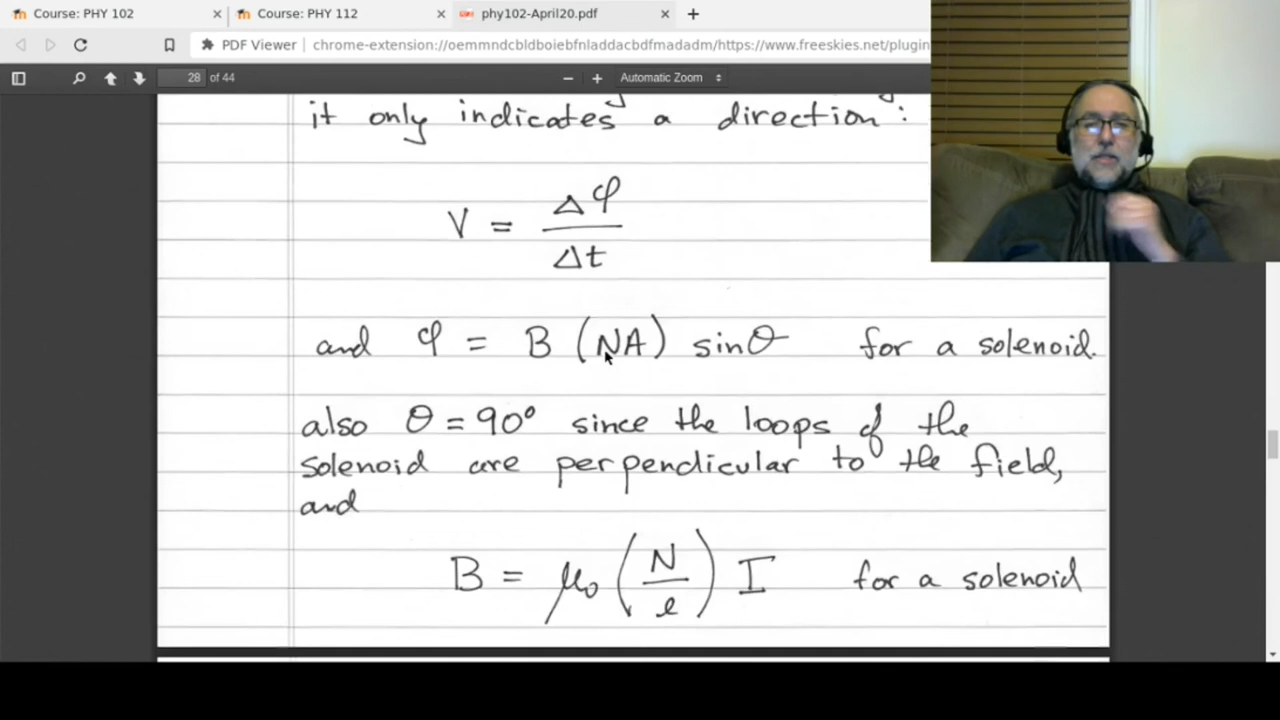 Course: PHY 102
Course: PHY 112
phy102-April20.pdf
PDF Viewer chrome-extension://oemmndcbldboiebfnladdacbdfmadadm/https://www.freeskies.net/plugin
28 of 44
Automatic Zoom
it only indicates a direction:
V = Δφ / Δt
and φ = B (NA) sinθ for a solenoid.
also θ = 90° since the loops of the
solenoid are perpendicular to the field,
and
B = μ₀ (N/ℓ) I for a solenoid